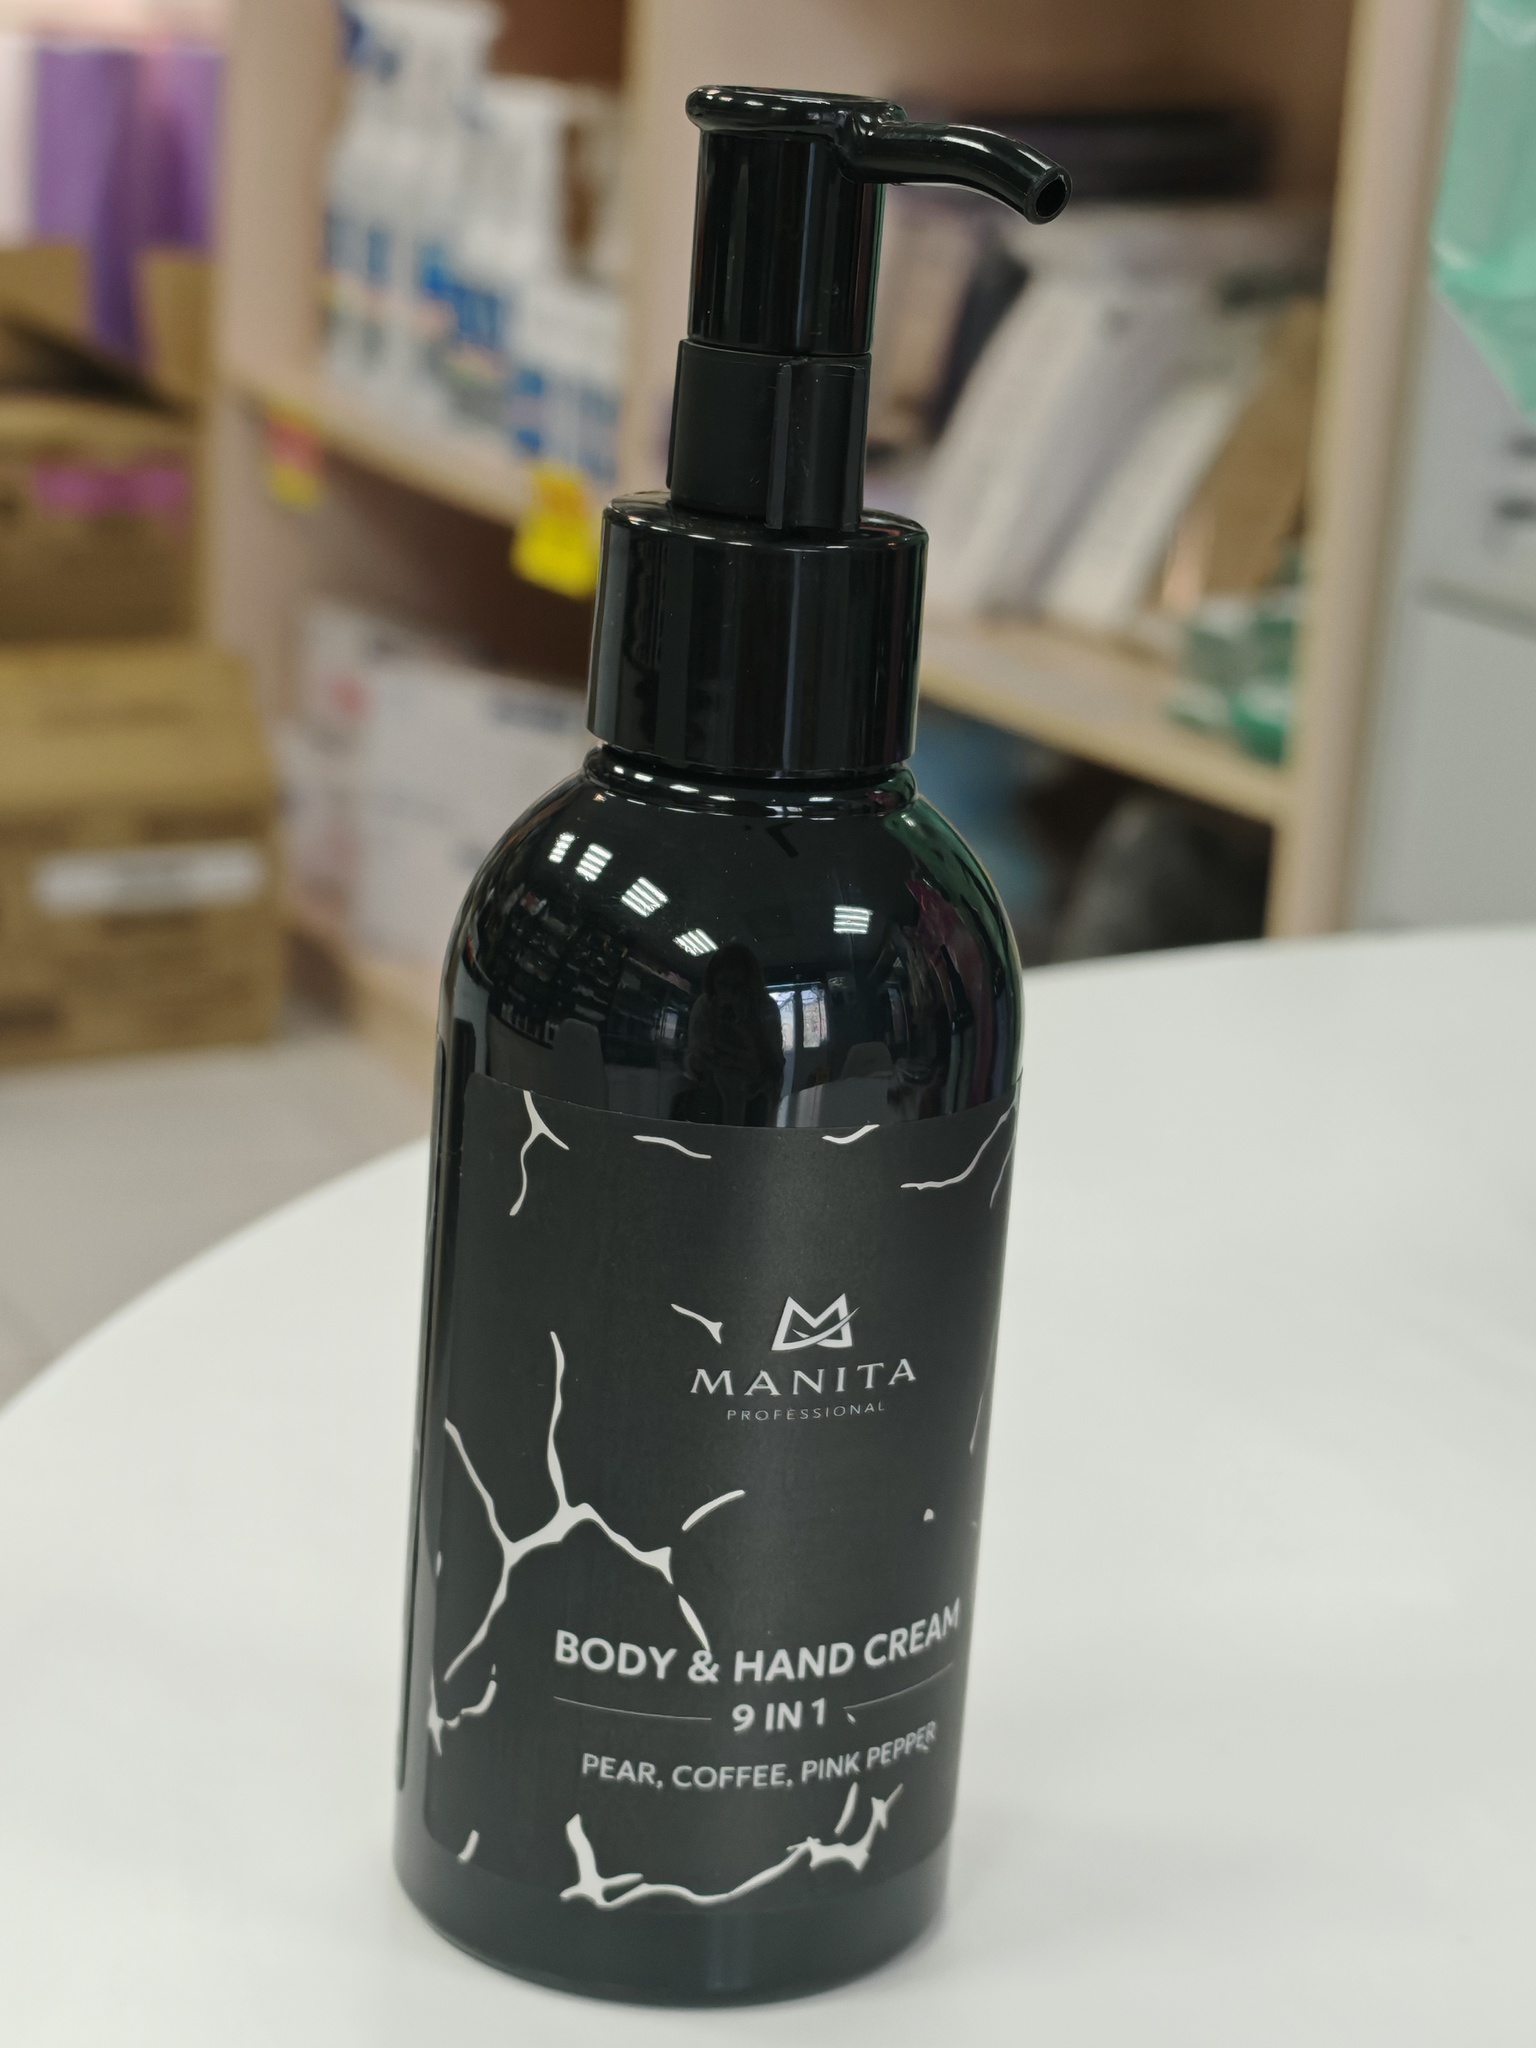 MANITA
PROFESSIONAL
BODY & HAND CREAM
9 IN 1
PEAR, COFFEE, PINK PEPPER